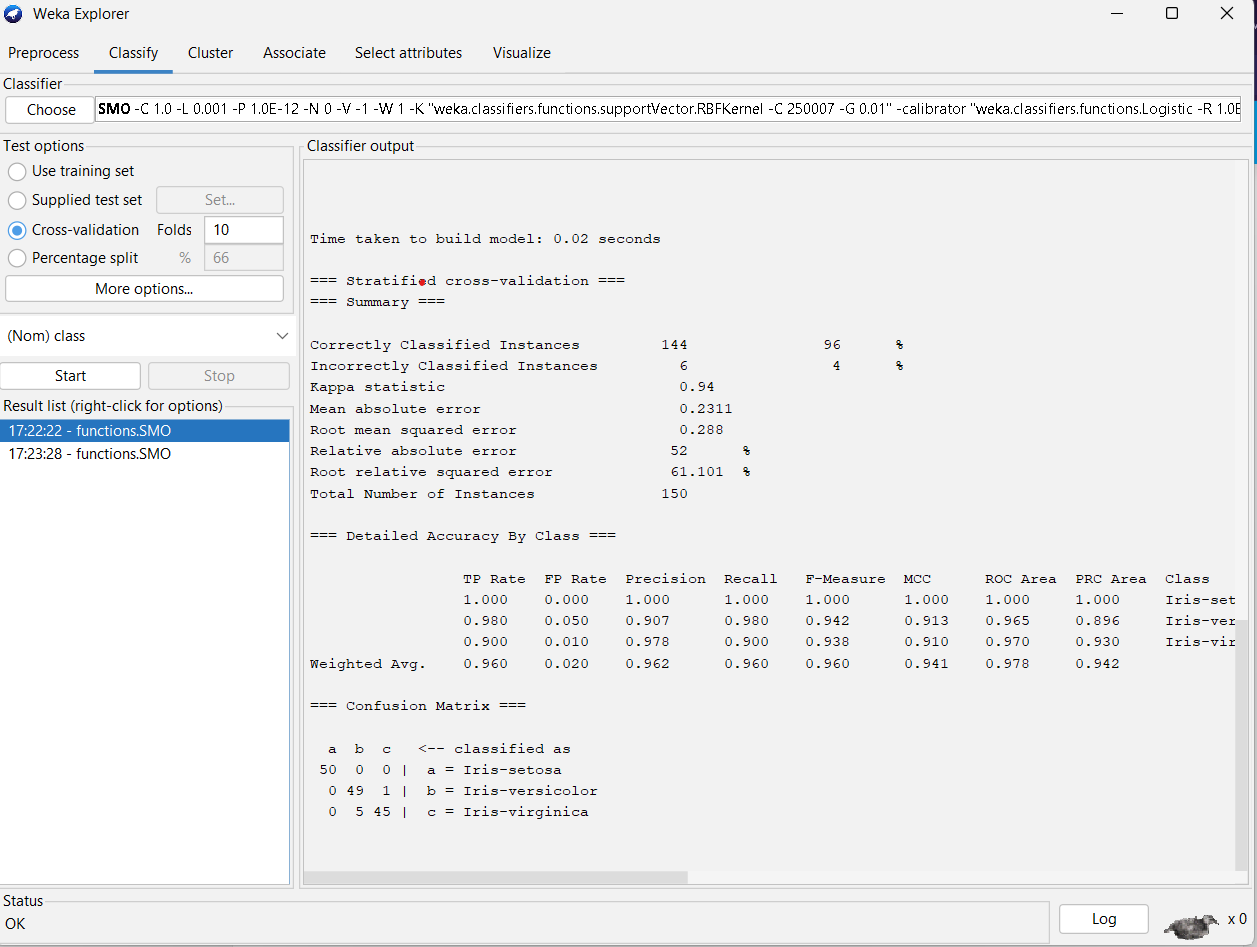 Weka Explorer
Preprocess Classify Cluster Associate Select attributes Visualize
Classifier
Choose SMO -C 1.0 -L 0.001 -P 1.0E-12 -N 0 -V -1 -W 1 -K "weka.classifiers.functions.supportVector.RBFKernel -C 250007 -G 0.01" -calibrator "weka.classifiers.functions.Logistic -R 1.0E
Test options
Use training set
Supplied test set Set...
Cross-validation Folds 10
Percentage split % 66
More options...
(Nom) class
Start Stop
Result list (right-click for options)
17:22:22 - functions.SMO
17:23:28 - functions.SMO
Classifier output
Time taken to build model: 0.02 seconds
=== Stratified cross-validation ===
=== Summary ===
Correctly Classified Instances 144 96 %
Incorrectly Classified Instances 6 4 %
Kappa statistic 0.94
Mean absolute error 0.2311
Root mean squared error 0.288
Relative absolute error 52 %
Root relative squared error 61.101 %
Total Number of Instances 150
=== Detailed Accuracy By Class ===
TP Rate FP Rate Precision Recall F-Measure MCC ROC Area PRC Area Class
1.000 0.000 1.000 1.000 1.000 1.000 1.000 1.000 Iris-set
0.980 0.050 0.907 0.980 0.942 0.913 0.965 0.896 Iris-ver
0.900 0.010 0.978 0.900 0.938 0.910 0.970 0.930 Iris-vir
Weighted Avg. 0.960 0.020 0.962 0.960 0.960 0.941 0.978 0.942
=== Confusion Matrix ===
a b c <-- classified as
50 0 0 | a = Iris-setosa
0 49 1 | b = Iris-versicolor
0 5 45 | c = Iris-virginica
Status
OK
Log x 0